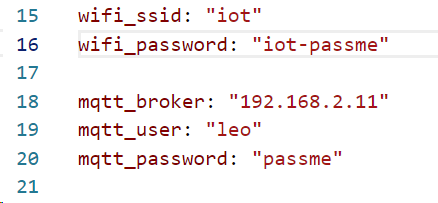 15 wifi_ssid: "iot"
16 wifi_password: "iot-passme"
17
18 mqtt_broker: "192.168.2.11"
19 mqtt_user: "leo"
20 mqtt_password: "passme"
21